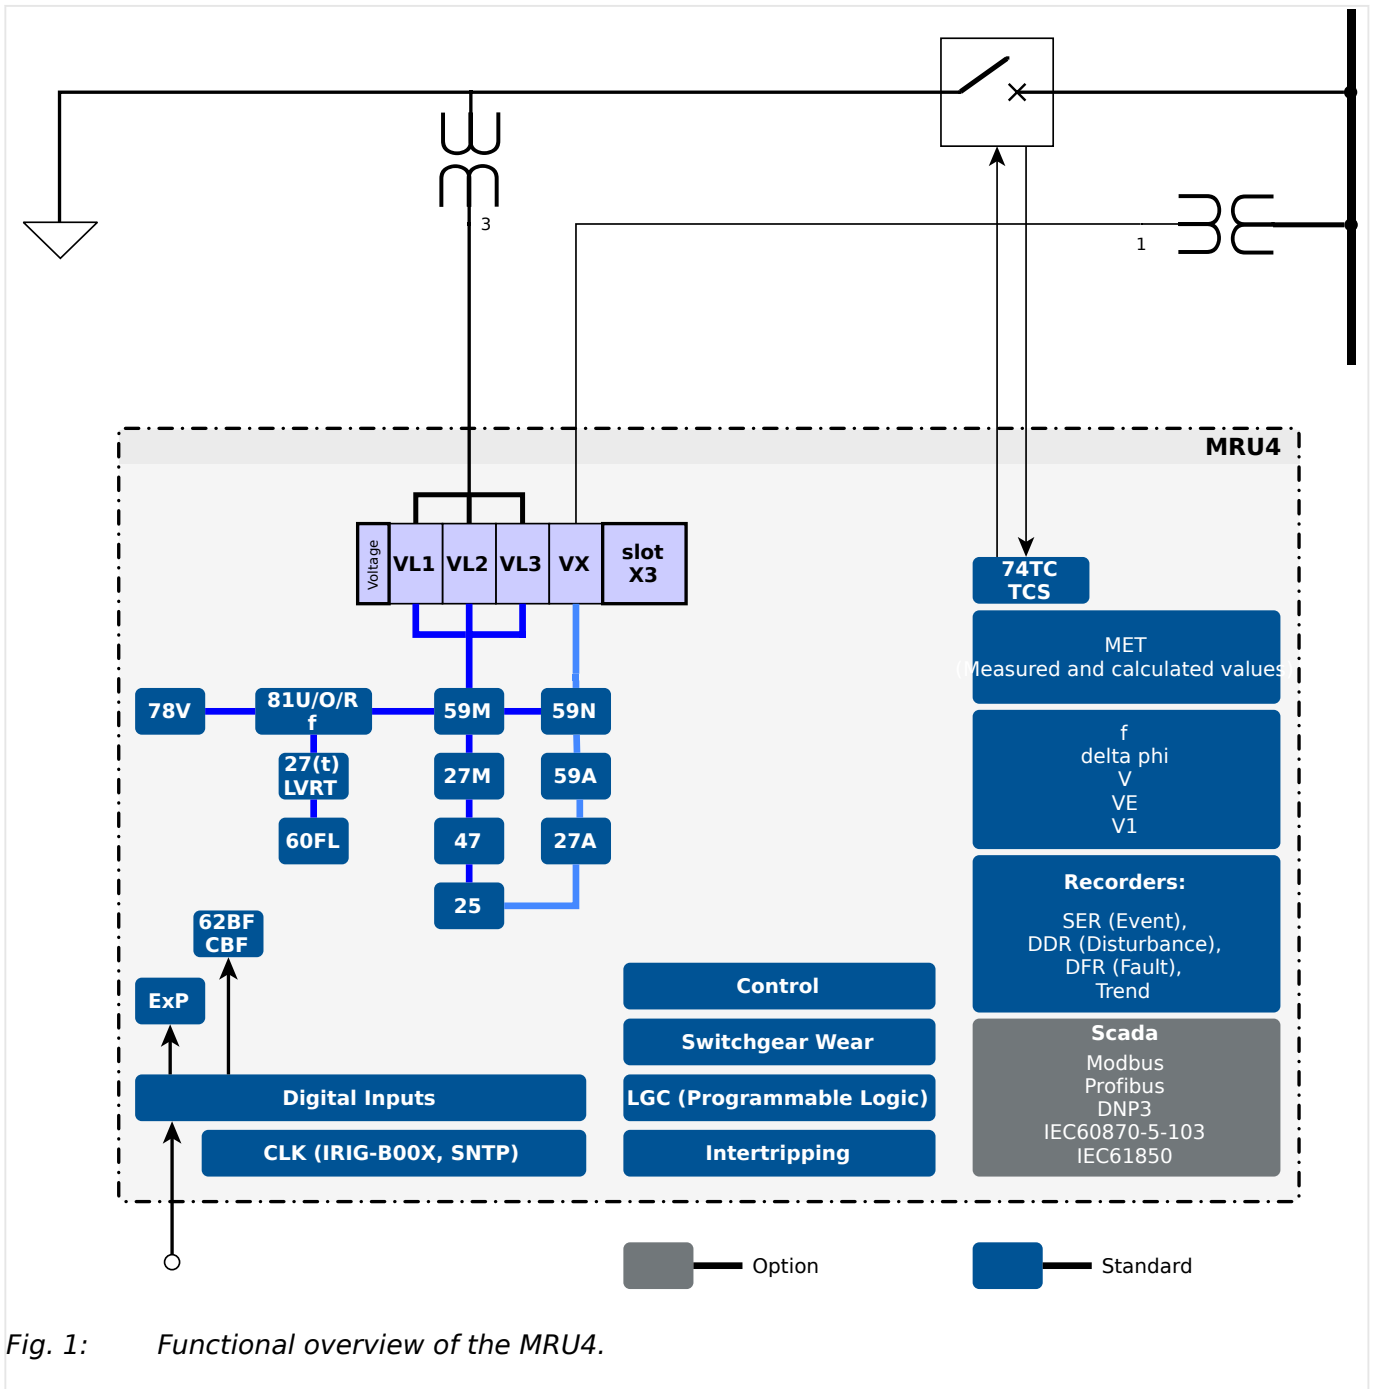 3
1
MRU4
Voltage
VL1
VL2
VL3
VX
slot
X3
74TC
TCS
MET
(Measured and calculated values)
78V
81U/O/R
f
59M
59N
27(t)
LVRT
27M
59A
60FL
47
27A
25
f
delta phi
V
VE
V1
Recorders:
SER (Event),
DDR (Disturbance),
DFR (Fault),
Trend
62BF
CBF
ExP
Control
Switchgear Wear
Digital Inputs
LGC (Programmable Logic)
CLK (IRIG-B00X, SNTP)
Intertripping
Scada
Modbus
Profibus
DNP3
IEC60870-5-103
IEC61850
Option
Standard
Fig. 1: Functional overview of the MRU4.